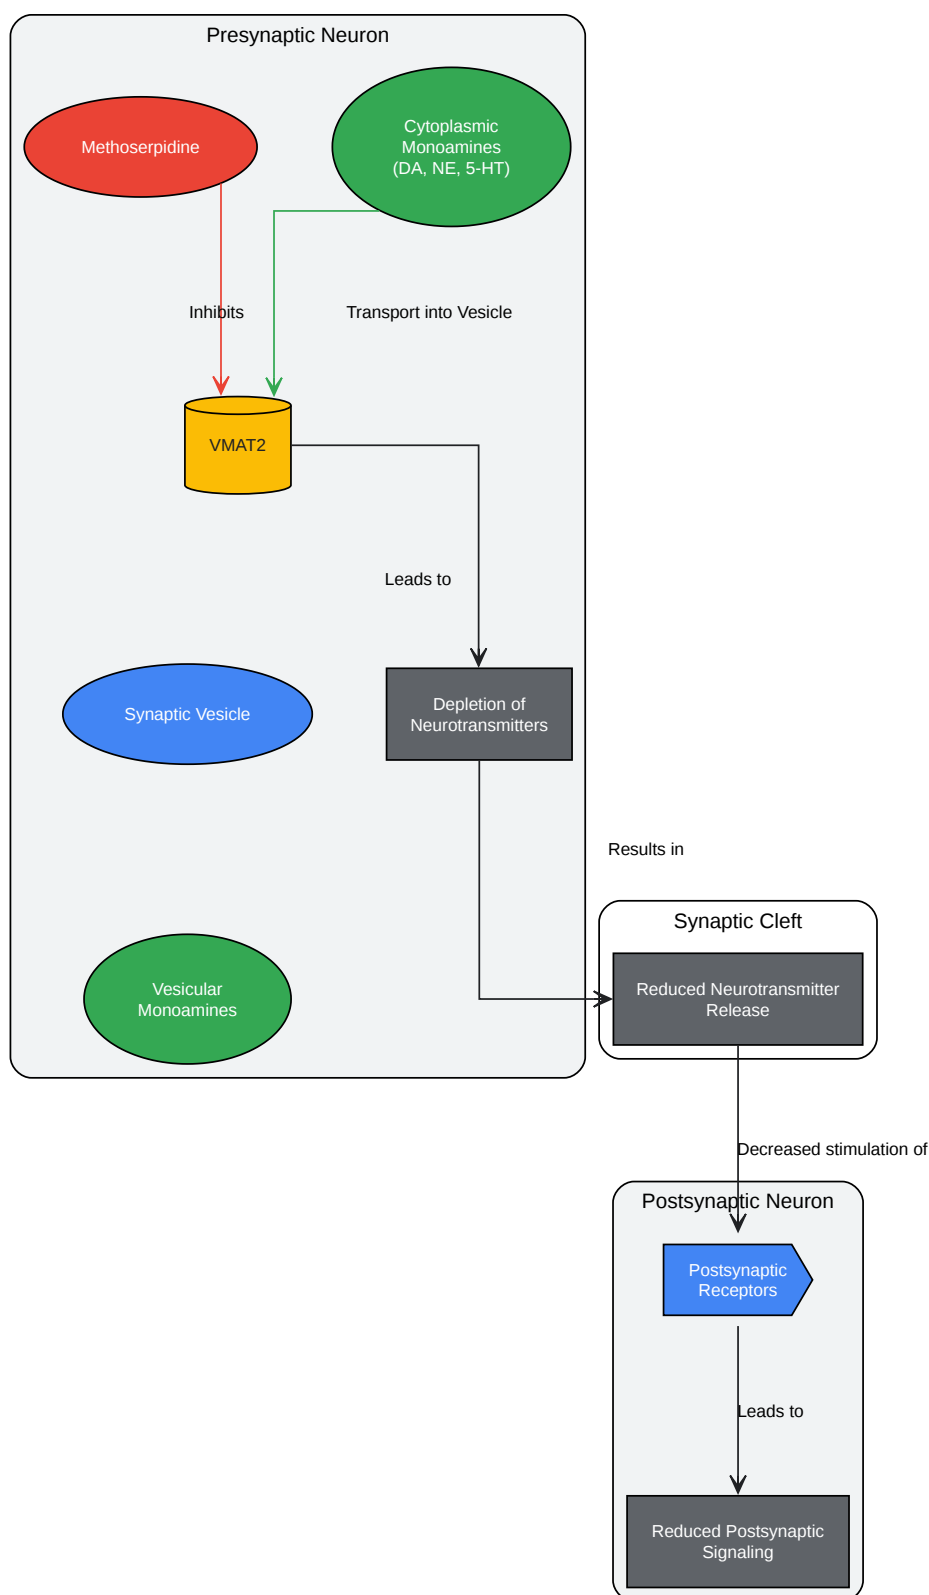 Presynaptic Neuron
Methoserpidine
Cytoplasmic
Monoamines
(DA, NE, 5-HT)
Inhibits
Transport into Vesicle
VMAT2
Leads to
Synaptic Vesicle
Depletion of
Neurotransmitters
Results in
Synaptic Cleft
Vesicular
Monoamines
Reduced Neurotransmitter
Release
Decreased stimulation of
Postsynaptic Neuron
Postsynaptic
Receptors
Leads to
Reduced Postsynaptic
Signaling